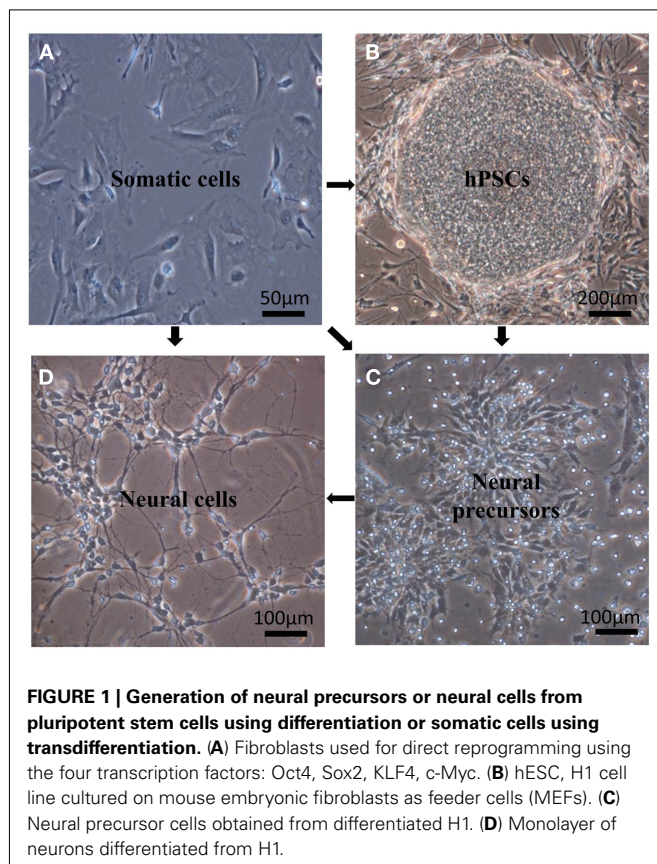 A
Somatic cells
50µm
B
hPSCs
200µm
D
Neural cells
100µm
C
Neural
precursors
100µm
FIGURE 1 | Generation of neural precursors or neural cells from
pluripotent stem cells using differentiation or somatic cells using
transdifferentiation. (A) Fibroblasts used for direct reprogramming using
the four transcription factors: Oct4, Sox2, KLF4, c-Myc. (B) hESC, H1 cell
line cultured on mouse embryonic fibroblasts as feeder cells (MEFs). (C)
Neural precursor cells obtained from differentiated H1. (D) Monolayer of
neurons differentiated from H1.